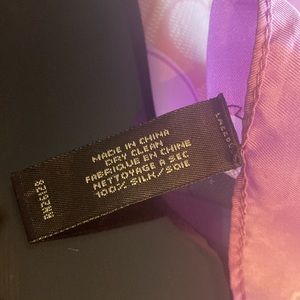 MADE IN CHINA
DRY CLEAN
FABRIQUE EN CHINE
NETTOYAGE A SEC
100% SILK/SOIE